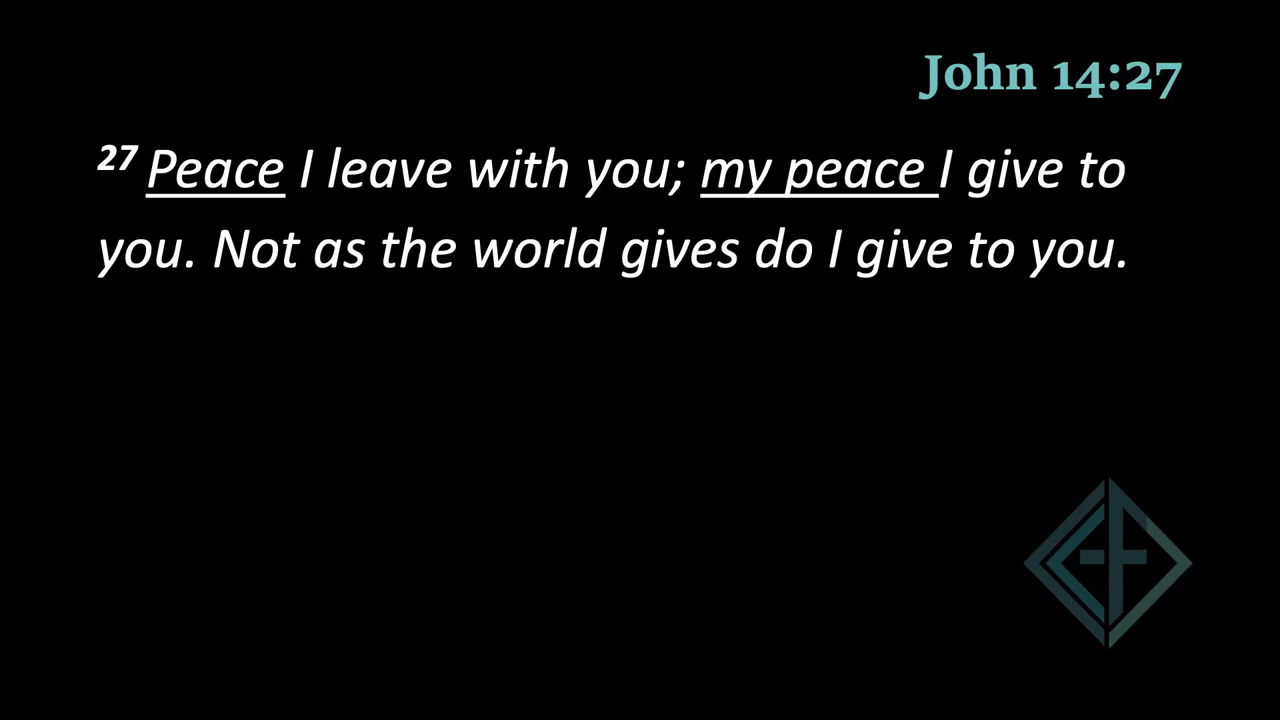 John 14:27
27 Peace I leave with you; my peace I give to
you. Not as the world gives do I give to you.